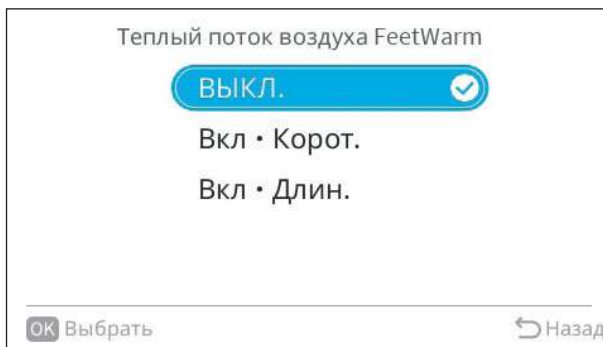 Теплый поток воздуха FeetWarm
ВЫКЛ.
Вкл・Корот.
Вкл・Длин.
OK Выбрать
Назад